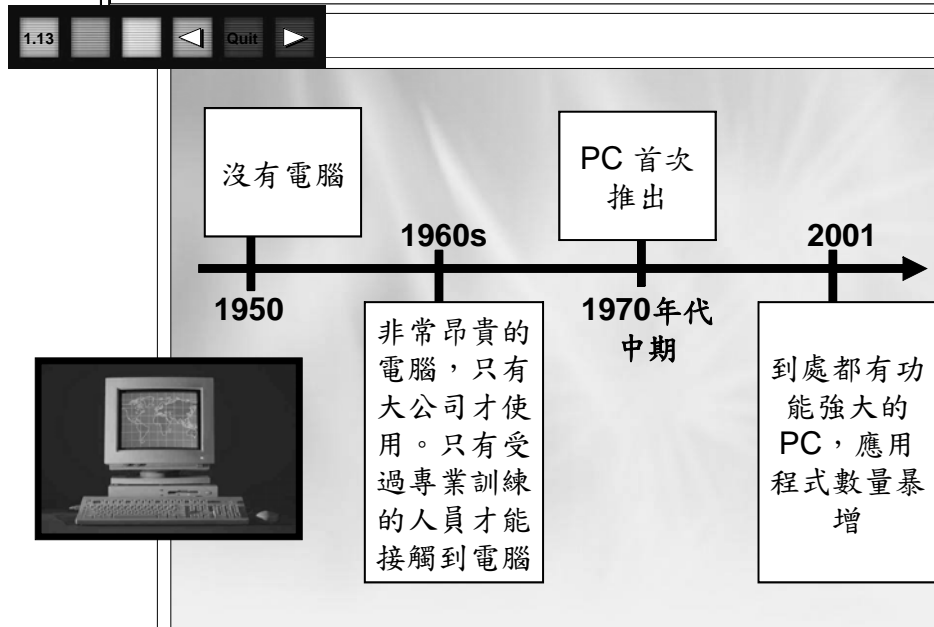 1.13
Quit
沒有電腦
1950
1960s
非常昂貴的
電腦，只有
大公司才使
用。只有受
過專業訓練
的人員才能
接觸到電腦
PC 首次
推出
1970年代
中期
2001
到處都有功
能強大的
PC，應用
程式數量暴
增